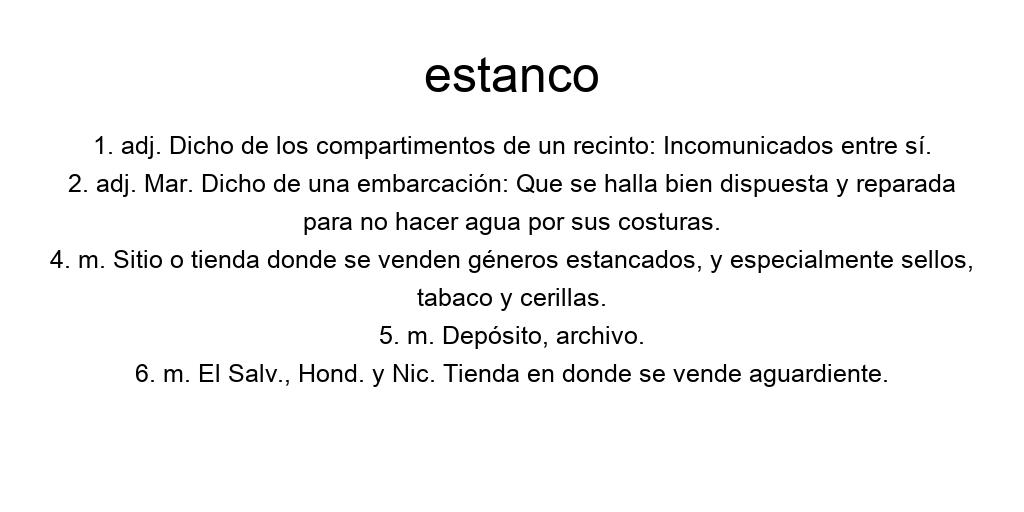 estanco
1. adj. Dicho de los compartimentos de un recinto: Incomunicados entre sí.
2. adj. Mar. Dicho de una embarcación: Que se halla bien dispuesta y reparada
para no hacer agua por sus costuras.
4. m. Sitio o tienda donde se venden géneros estancados, y especialmente sellos,
tabaco y cerillas.
5. m. Depósito, archivo.
6. m. El Salv., Hond. y Nic. Tienda en donde se vende aguardiente.